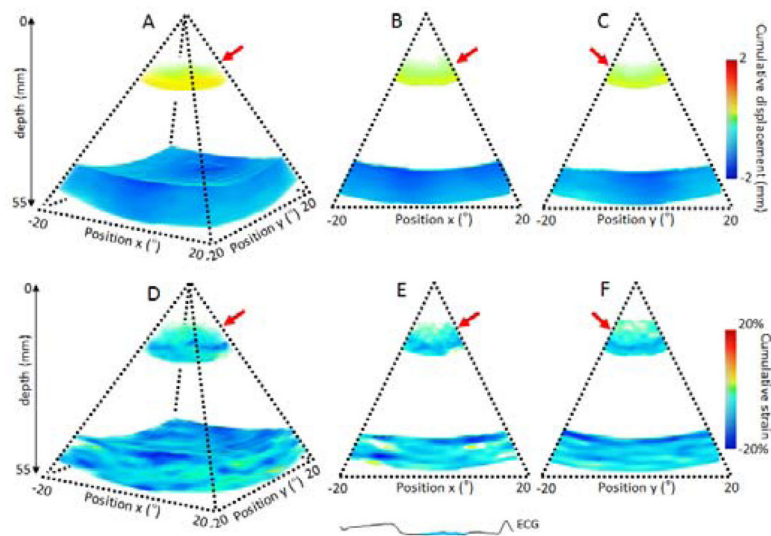 A
B
C
0
depth (mm)
55
-20
Position x (°)
20
-20
Position y (°)
20
-20
Position x (°)
20
-20
Position y (°)
20
2
-2
Cumulative displacement (mm)
D
E
F
0
depth (mm)
55
-20
Position x (°)
20
-20
Position y (°)
20
-20
Position x (°)
20
-20
Position y (°)
20
20%
-20%
Cumulative strain
ECG